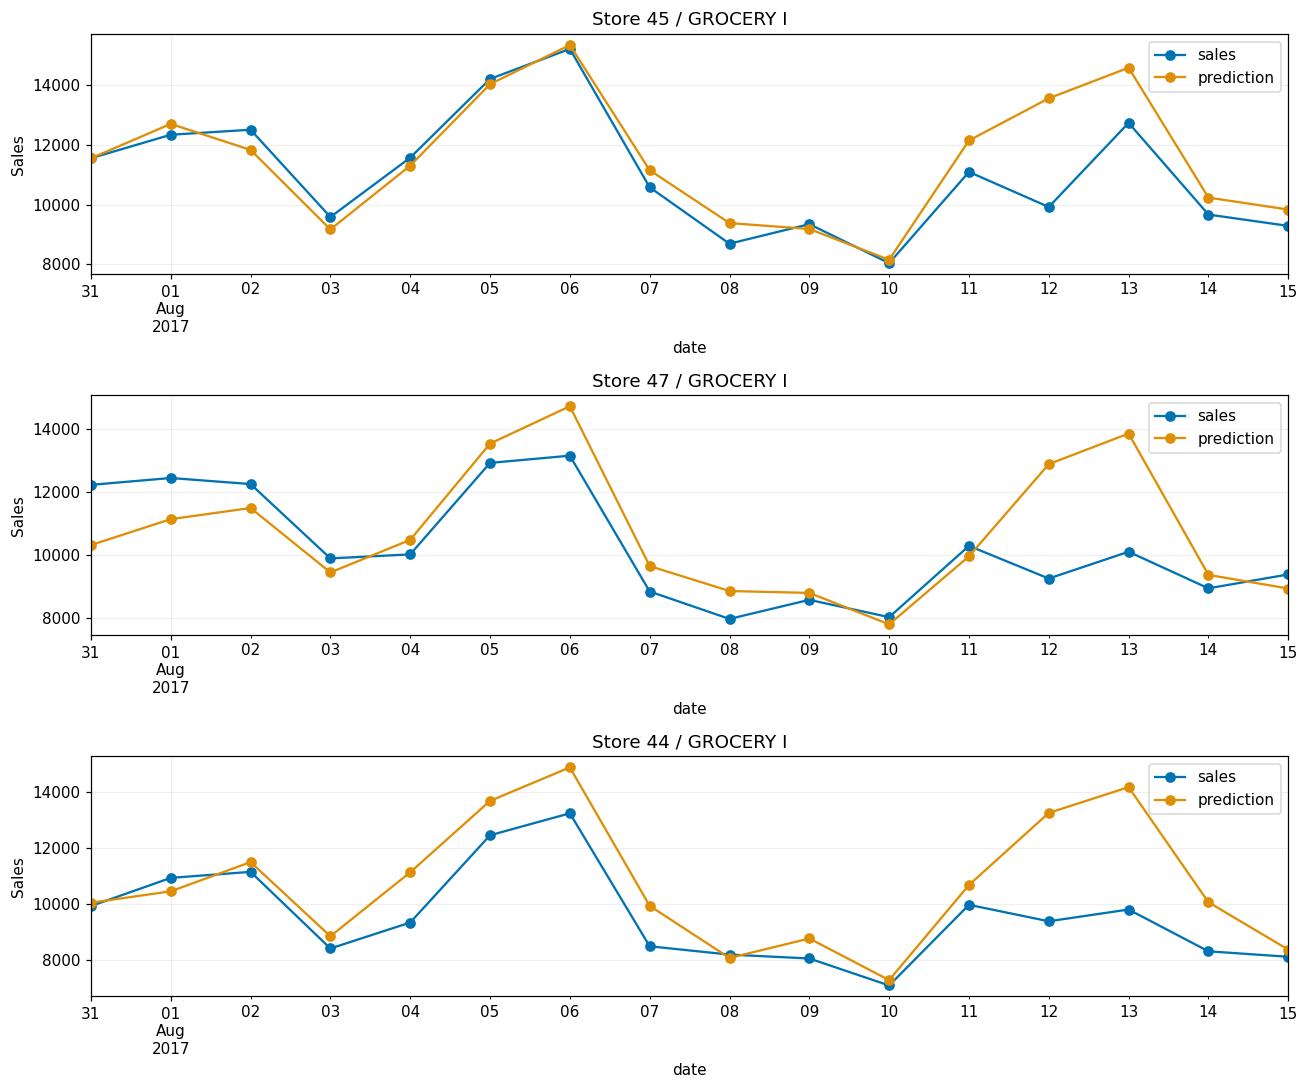 Store 45 / GROCERY I
sales
prediction
14000
12000
10000
8000
Sales
31 01 02 03 04 05 06 07 08 09 10 11 12 13 14 15
Aug
2017
date
Store 47 / GROCERY I
sales
prediction
14000
12000
10000
8000
Sales
31 01 02 03 04 05 06 07 08 09 10 11 12 13 14 15
Aug
2017
date
Store 44 / GROCERY I
sales
prediction
14000
12000
10000
8000
Sales
31 01 02 03 04 05 06 07 08 09 10 11 12 13 14 15
Aug
2017
date